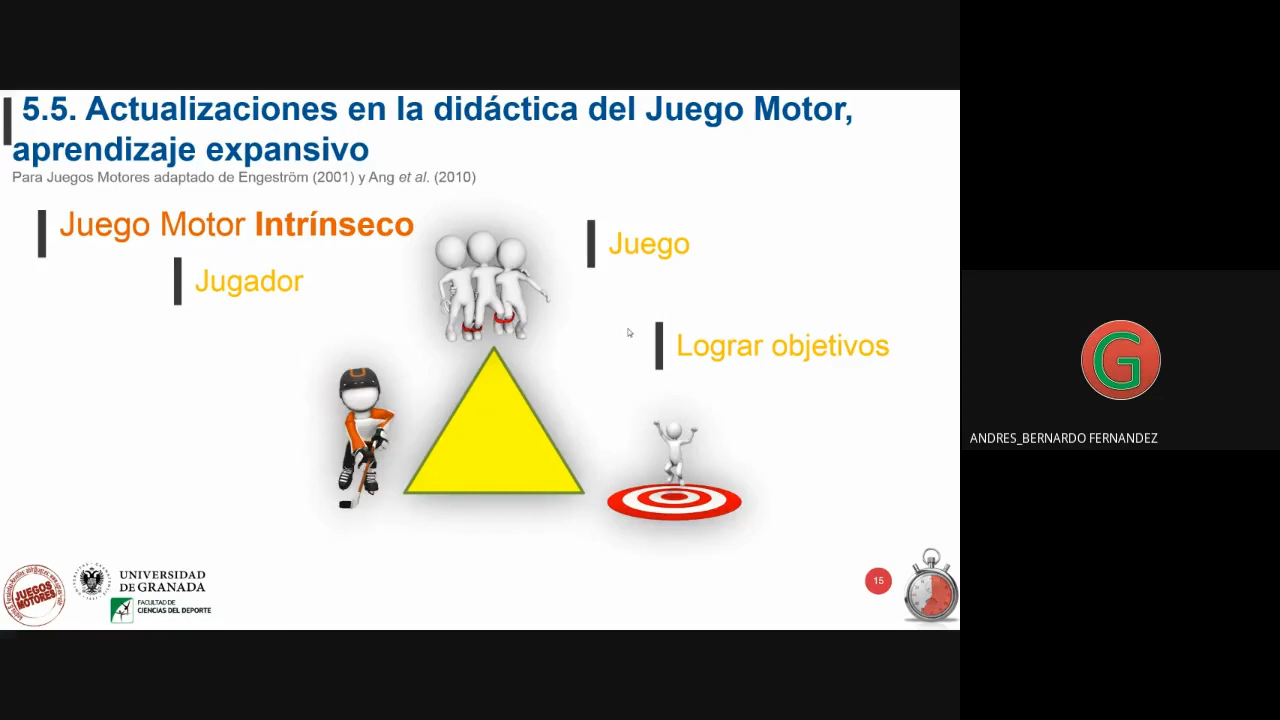 5.5. Actualizaciones en la didáctica del Juego Motor,
aprendizaje expansivo
Para Juegos Motores adaptado de Engeström (2001) y Ang et al. (2010)
Juego Motor Intrínseco
Jugador
Juego
Lograr objetivos
JUEGOS
MOTORES
UNIVERSIDAD
DE GRANADA
FACULTAD DE
CIENCIAS DEL DEPORTE
15
G
ANDRES_BERNARDO FERNANDEZ